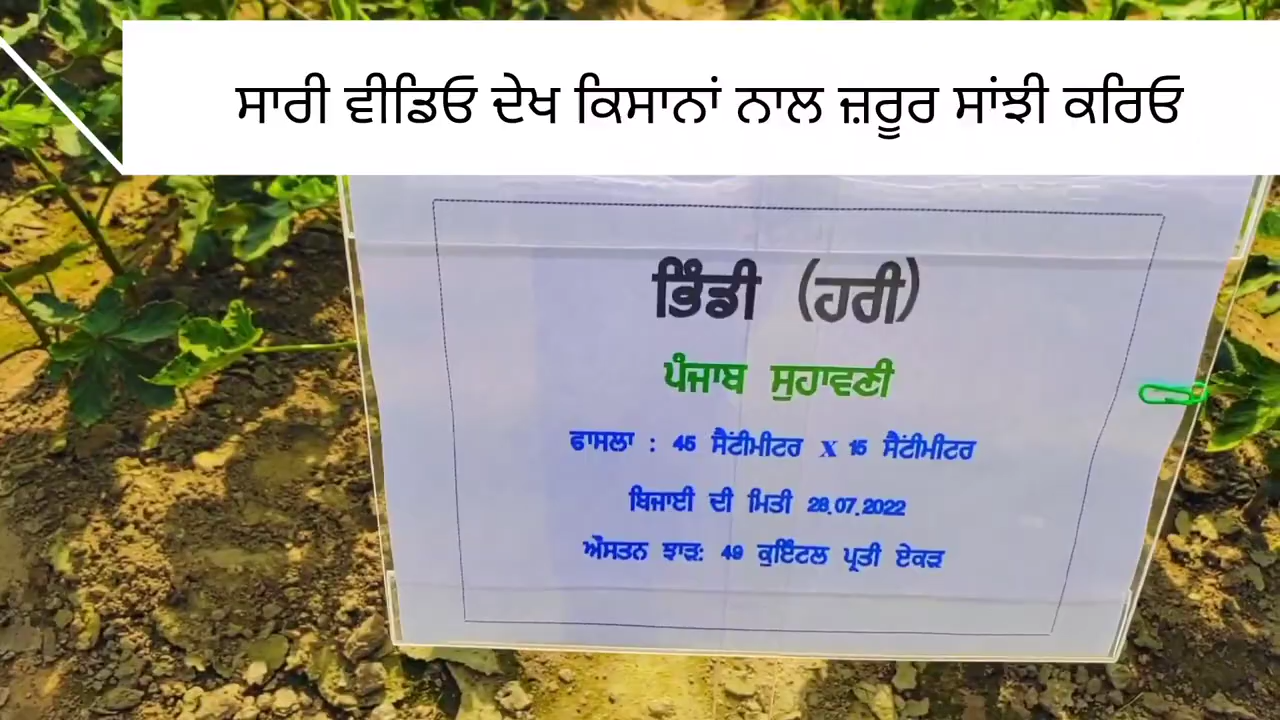 ਸਾਰੀ ਵੀਡਿਓ ਦੇਖ ਕਿਸਾਨਾਂ ਨਾਲ ਜ਼ਰੂਰ ਸਾਂਝੀ ਕਰਿਓ
ਭਿੰਡੀ (ਹਰੀ)
ਪੰਜਾਬ ਸੁਹਾਵਣੀ
ਫਾਸਲਾ : 45 ਸੈਂਟੀਮੀਟਰ X 15 ਸੈਂਟੀਮੀਟਰ
ਬਿਜਾਈ ਦੀ ਮਿਤੀ 28.07.2022
ਔਸਤਨ ਝਾੜ: 49 ਕੁਇੰਟਲ ਪ੍ਰਤੀ ਏਕੜ